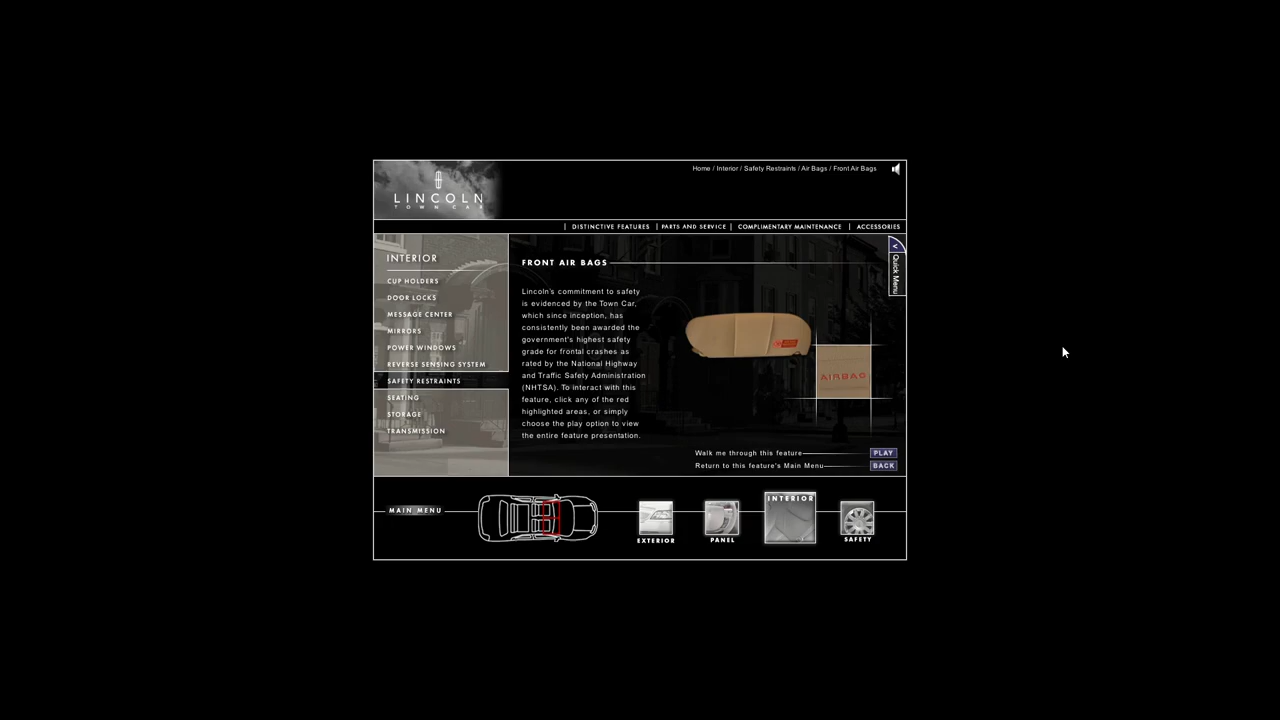 Home / Interior / Safety Restraints / Air Bags / Front Air Bags
LINCOLN
TOWN CAR
DISTINCTIVE FEATURES
PARTS AND SERVICE
COMPLIMENTARY MAINTENANCE
ACCESSORIES
INTERIOR
CUP HOLDERS
DOOR LOCKS
MESSAGE CENTER
MIRRORS
POWER WINDOWS
REVERSE SENSING SYSTEM
SAFETY RESTRAINTS
SEATING
STORAGE
TRANSMISSION
FRONT AIR BAGS
Lincoln's commitment to safety
is evidenced by the Town Car,
which since inception, has
consistently been awarded the
government's highest safety
grade for frontal crashes as
rated by the National Highway
and Traffic Safety Administration
(NHTSA). To interact with this
feature, click any of the red
highlighted areas, or simply
choose the play option to view
the entire feature presentation.
AIRBAG
< Quick Menu
Walk me through this feature
PLAY
Return to this feature's Main Menu
BACK
MAIN MENU
EXTERIOR
PANEL
INTERIOR
SAFETY